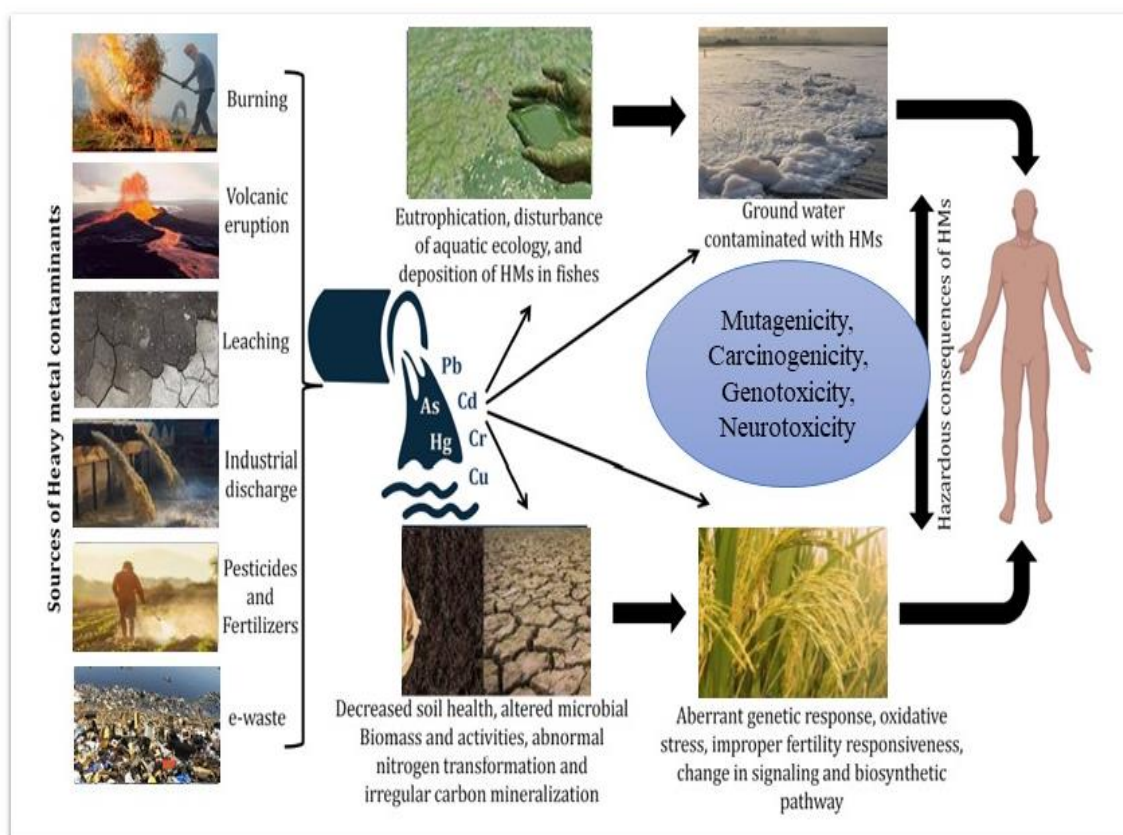 Sources of Heavy metal contaminants
Burning
Volcanic
eruption
Leaching
Industrial
discharge
Pesticides
and
Fertilizers
e-waste
Pb
As
Cd
Hg
Cr
Cu
Eutrophication, disturbance
of aquatic ecology, and
deposition of HMs in fishes
Ground water
contaminated with HMs
Mutagenicity,
Carcinogenicity,
Genotoxicity,
Neurotoxicity
Hazardous consequences of HMs
Decreased soil health, altered microbial
Biomass and activities, abnormal
nitrogen transformation and
irregular carbon mineralization
Aberrant genetic response, oxidative
stress, improper fertility responsiveness,
change in signaling and biosynthetic
pathway